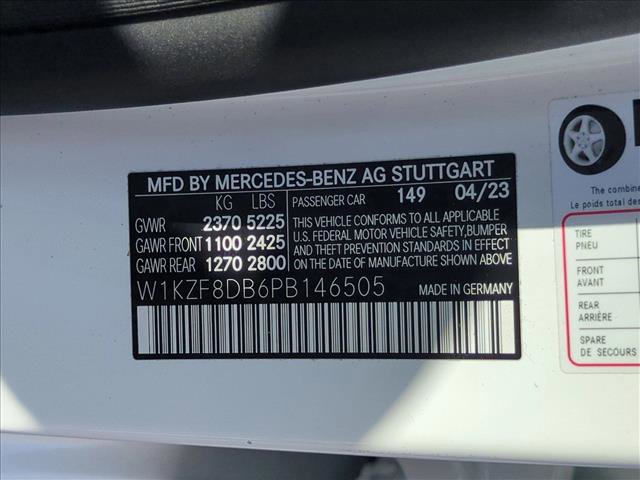 MFD BY MERCEDES-BENZ AG STUTTGART
KG LBS PASSENGER CAR 149 04/23
GVWR 2370 5225
GAWR FRONT 1100 2425
GAWR REAR 1270 2800
THIS VEHICLE CONFORMS TO ALL APPLICABLE
U.S. FEDERAL MOTOR VEHICLE SAFETY,BUMPER
AND THEFT PREVENTION STANDARDS IN EFFECT
ON THE DATE OF MANUFACTURE SHOWN ABOVE
W1KZF8DB6PB146505 MADE IN GERMANY
The combine
Le poids total des
TIRE
PNEU
FRONT
AVANT
REAR
ARRIÈRE
SPARE
DE SECOURS